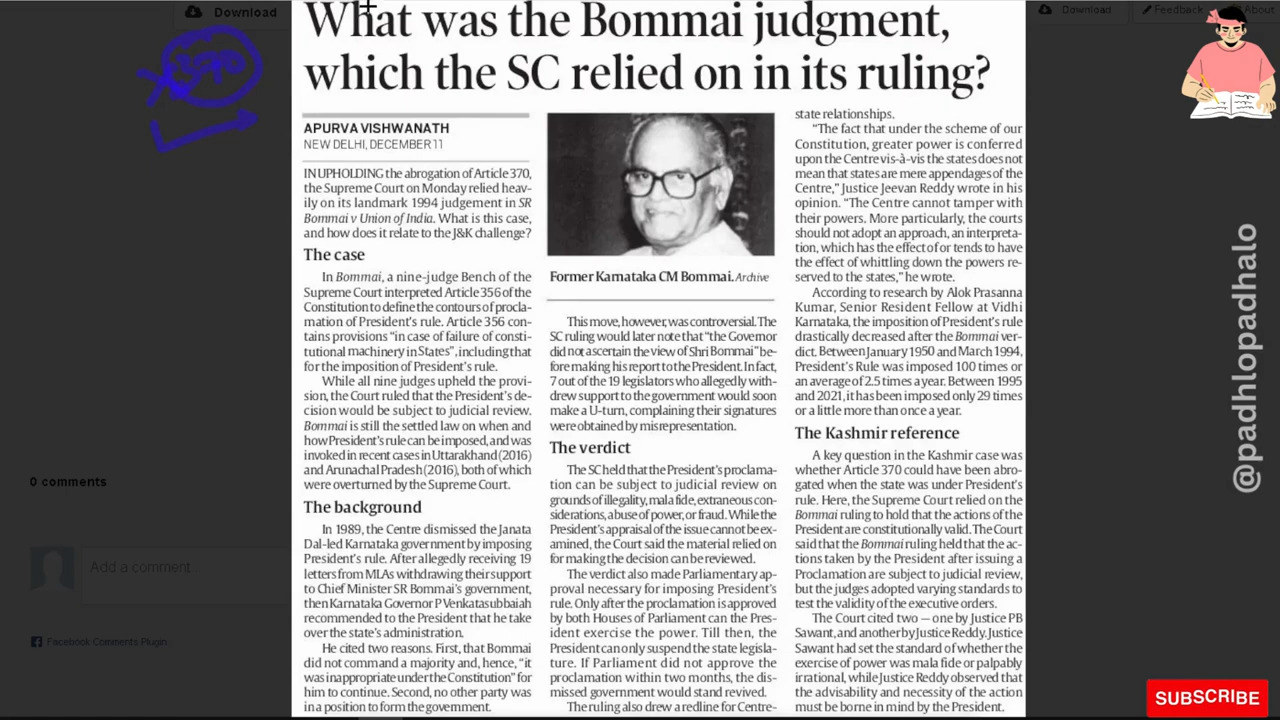 Download
Download
Feedback
About
What was the Bommai judgment,
which the SC relied on in its ruling?
370
APURVA VISHWANATH
NEW DELHI, DECEMBER 11
IN UPHOLDING the abrogation of Article 370,
the Supreme Court on Monday relied heav-
ily on its landmark 1994 judgement in SR
Bommai v Union of India. What is this case,
and how does it relate to the J&K challenge?
The case
In Bommai, a nine-judge Bench of the
Supreme Court interpreted Article 356 of the
Constitution to define the contours of procla-
mation of President's rule. Article 356 con-
tains provisions "in case of failure of consti-
tutional machinery in States", including that
for the imposition of President's rule.
While all nine judges upheld the provi-
sion, the Court ruled that the President's de-
cision would be subject to judicial review.
Bommai is still the settled law on when and
how President's rule can be imposed, and was
invoked in recent cases in Uttarakhand (2016)
and Arunachal Pradesh (2016), both of which
were overturned by the Supreme Court.
The background
In 1989, the Centre dismissed the Janata
Dal-led Karnataka government by imposing
President's rule. After allegedly receiving 19
letters from MLAs withdrawing their support
to Chief Minister SR Bommai's government,
then Karnataka Governor P Venkatasubbaiah
recommended to the President that he take
over the state's administration.
He cited two reasons. First, that Bommai
did not command a majority and, hence, "it
was inappropriate under the Constitution" for
him to continue. Second, no other party was
in a position to form the government.
Former Karnataka CM Bommai. Archive
This move, however, was controversial. The
SC ruling would later note that "the Governor
did not ascertain the view of Shri Bommai" be-
fore making his report to the President. In fact,
7 out of the 19 legislators who allegedly with-
drew support to the government would soon
make a U-turn, complaining their signatures
were obtained by misrepresentation.
The verdict
The SC held that the President's proclama-
tion can be subject to judicial review on
grounds of illegality, mala fide, extraneous con-
siderations, abuse of power, or fraud. While the
President's appraisal of the issue cannot be ex-
amined, the Court said the material relied on
for making the decision can be reviewed.
The verdict also made Parliamentary ap-
proval necessary for imposing President's
rule. Only after the proclamation is approved
by both Houses of Parliament can the Pres-
ident exercise the power. Till then, the
President can only suspend the state legisla-
ture. If Parliament did not approve the
proclamation within two months, the dis-
missed government would stand revived.
The ruling also drew a redline for Centre-
state relationships.
"The fact that under the scheme of our
Constitution, greater power is conferred
upon the Centre vis-à-vis the states does not
mean that states are mere appendages of the
Centre," Justice Jeevan Reddy wrote in his
opinion. "The Centre cannot tamper with
their powers. More particularly, the courts
should not adopt an approach, an interpreta-
tion, which has the effect of or tends to have
the effect of whittling down the powers re-
served to the states," he wrote.
According to research by Alok Prasanna
Kumar, Senior Resident Fellow at Vidhi
Karnataka, the imposition of President's rule
drastically decreased after the Bommai ver-
dict. Between January 1950 and March 1994,
President's Rule was imposed 100 times or
an average of 2.5 times a year. Between 1995
and 2021, it has been imposed only 29 times
or a little more than once a year.
The Kashmir reference
A key question in the Kashmir case was
whether Article 370 could have been abro-
gated when the state was under President's
rule. Here, the Supreme Court relied on the
Bommai ruling to hold that the actions of the
President are constitutionally valid. The Court
said that the Bommai ruling held that the ac-
tions taken by the President after issuing a
Proclamation are subject to judicial review,
but the judges adopted varying standards to
test the validity of the executive orders.
The Court cited two — one by Justice PB
Sawant, and another by Justice Reddy. Justice
Sawant had set the standard of whether the
exercise of power was mala fide or palpably
irrational, while Justice Reddy observed that
the advisability and necessity of the action
must be borne in mind by the President.
0 comments
Add a comment...
Facebook Comments Plugin
@padhlopadhalo
SUBSCRIBE